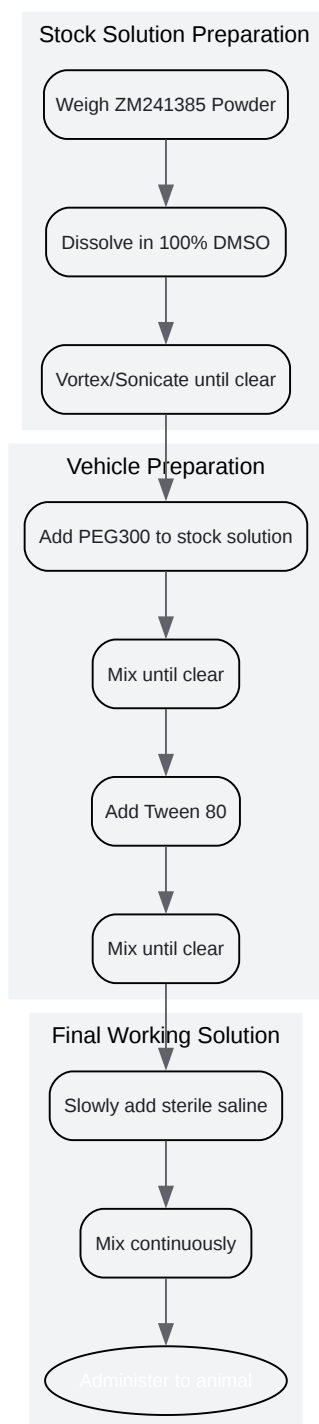 Stock Solution Preparation
Weigh ZM241385 Powder
Dissolve in 100% DMSO
Vortex/Sonicate until clear
Vehicle Preparation
Add PEG300 to stock solution
Mix until clear
Add Tween 80
Mix until clear
Final Working Solution
Slowly add sterile saline
Mix continuously
Administer to animal